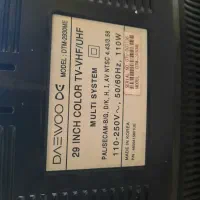 DAEWOO
MODEL: DTM-2900ME
29 INCH COLOR TV-VHF/UHF
MULTI SYSTEM
PAL/SECAM-B/G, D/K, H, I, AV NTSC 4.43/3.58
110-250V~, 50/60Hz, 110W
MADE IN KOREA